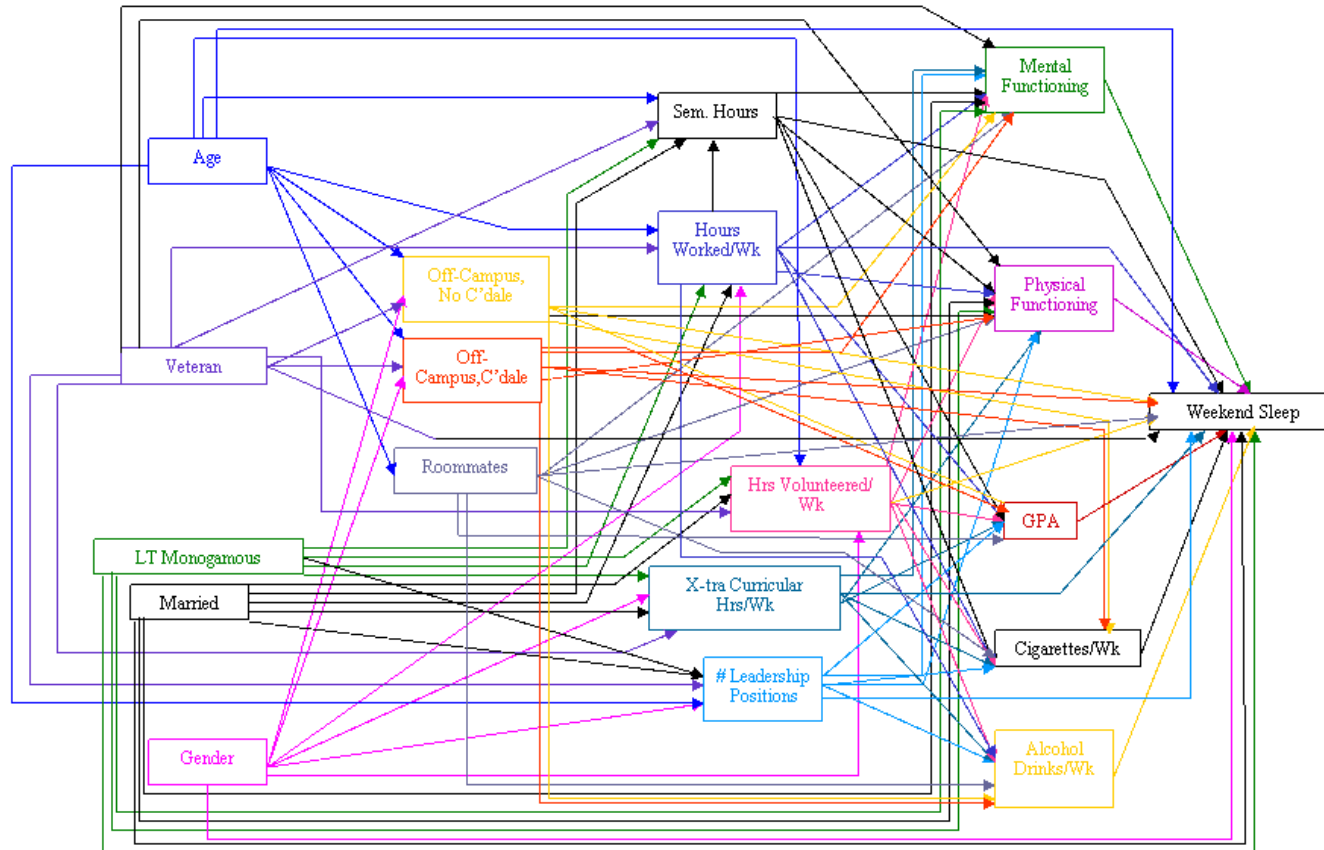 Mental
Functioning
Sem. Hours
Age
Hours
Worked/Wk
Off-Campus,
No C'dale
Physical
Functioning
Off-
Campus,C'dale
Veteran
Weekend Sleep
Roommates
Hrs Volunteered/
Wk
GPA
LT Monogamous
X-tra Curricular
Hrs/Wk
Married
Cigarettes/Wk
# Leadership
Positions
Gender
Alcohol
Drinks/Wk